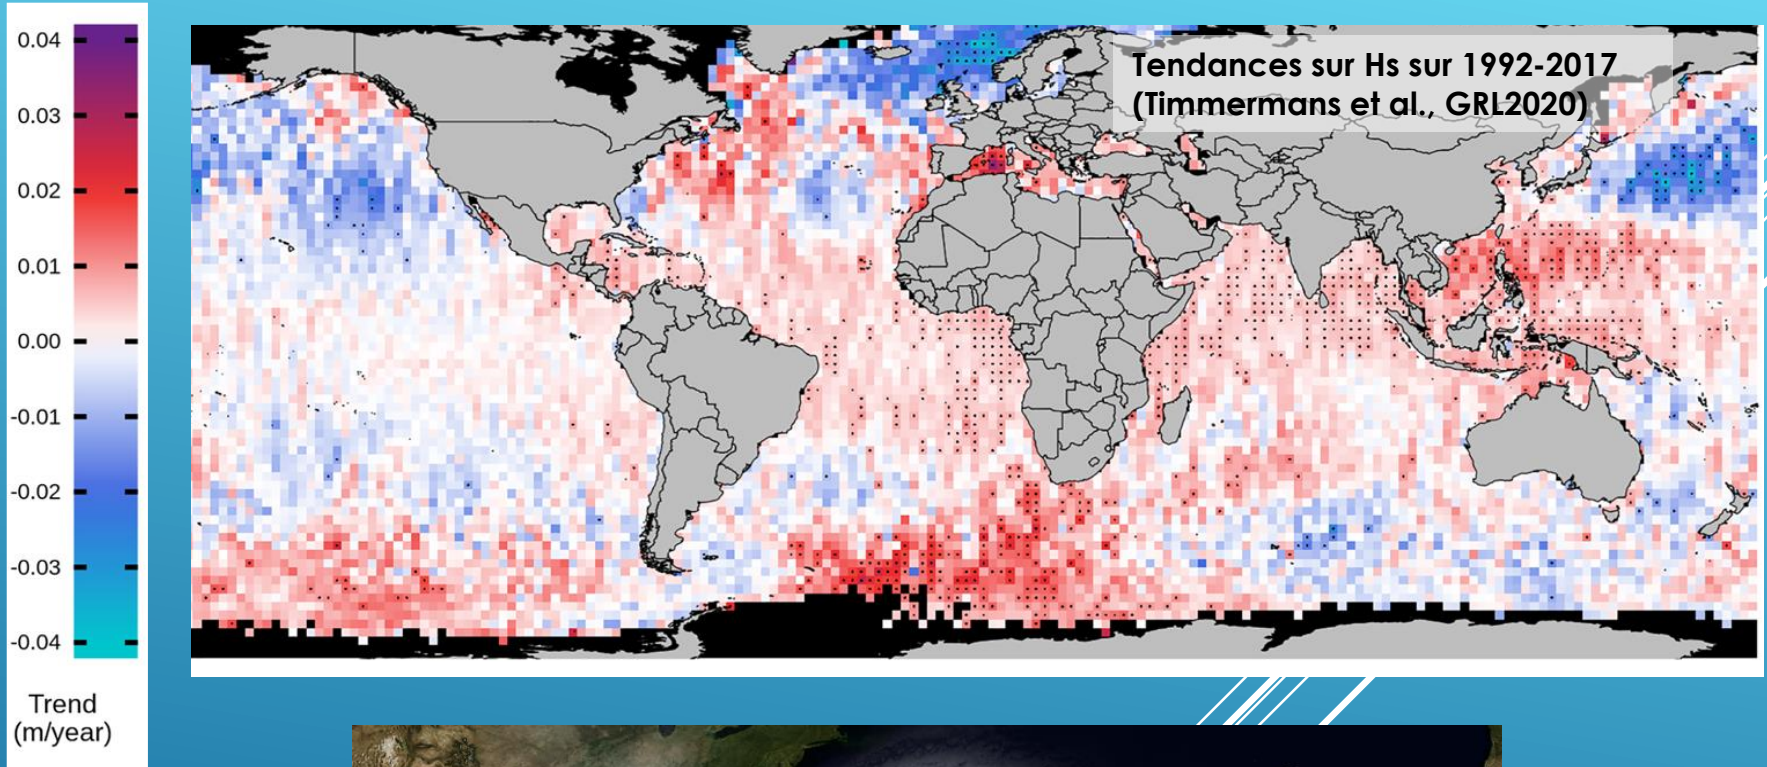 0.04
0.03
0.02
0.01
0.00
-0.01
-0.02
-0.03
-0.04
Trend
(m/year)
Tendances sur Hs sur 1992-2017
(Timmermans et al., GRL2020)